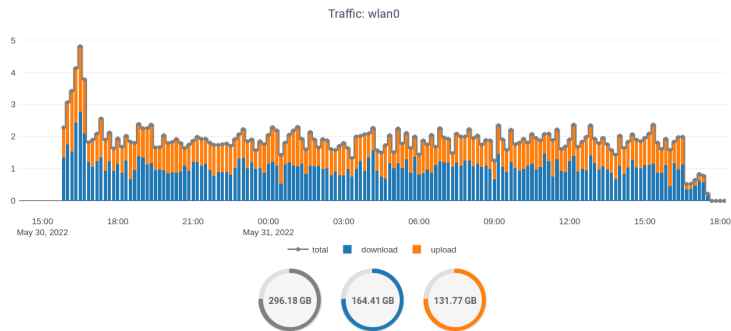 Traffic: wlan0
5
4
3
2
1
0
15:00 18:00 21:00 00:00 03:00 06:00 09:00 12:00 15:00 18:00
May 30, 2022 May 31, 2022
total download upload
296.18 GB 164.41 GB 131.77 GB